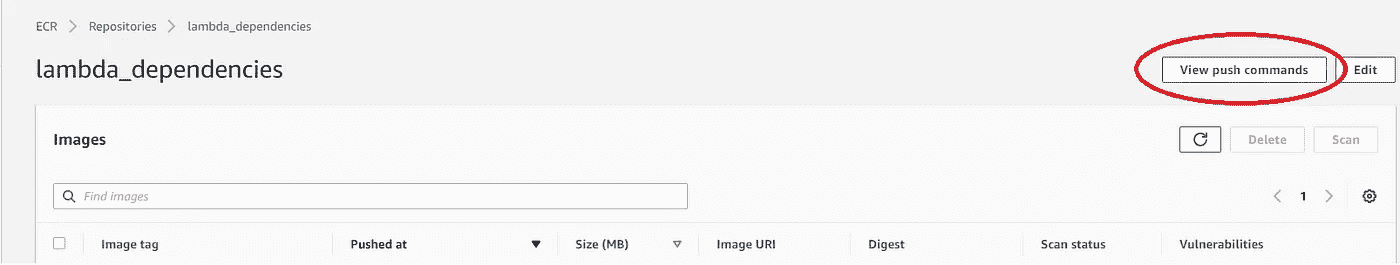 ECR > Repositories > lambda_dependencies
lambda_dependencies
View push commands
Edit
Images
Delete
Scan
Find images
1
Image tag
Pushed at
Size (MB)
Image URI
Digest
Scan status
Vulnerabilities